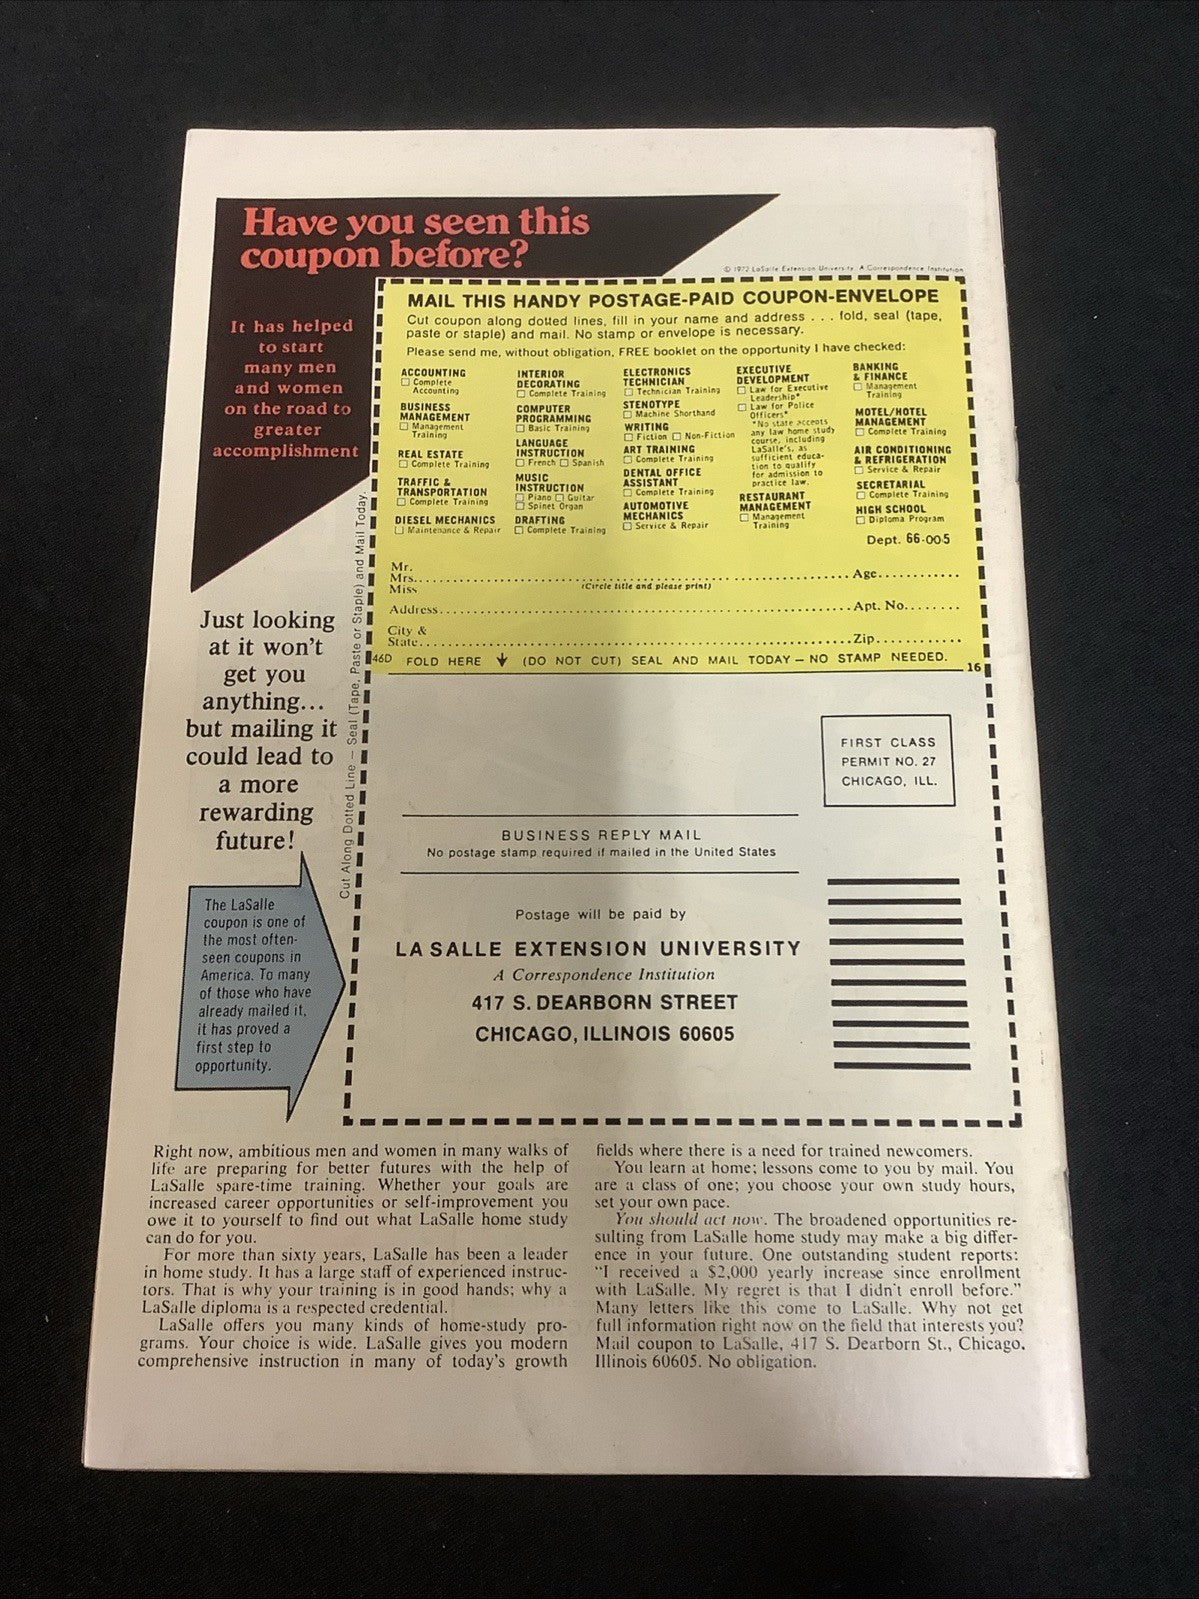 Have you seen this
coupon before?
© 1972 LaSalle Extension University, A Correspondence Institution
It has helped
to start
many men
and women
on the road to
greater
accomplishment
MAIL THIS HANDY POSTAGE-PAID COUPON-ENVELOPE
Cut coupon along dotted lines, fill in your name and address . . . fold, seal (tape,
paste or staple) and mail. No stamp or envelope is necessary.
Please send me, without obligation, FREE booklet on the opportunity I have checked:
ACCOUNTING
☐ Complete
Accounting
BUSINESS
MANAGEMENT
☐ Management
Training
REAL ESTATE
☐ Complete Training
TRAFFIC &
TRANSPORTATION
☐ Complete Training
DIESEL MECHANICS
☐ Maintenance & Repair
INTERIOR
DECORATING
☐ Complete Training
COMPUTER
PROGRAMMING
☐ Basic Training
LANGUAGE
INSTRUCTION
☐ French ☐ Spanish
MUSIC
INSTRUCTION
☐ Piano ☐ Guitar
☐ Spinet Organ
DRAFTING
☐ Complete Training
ELECTRONICS
TECHNICIAN
☐ Technician Training
STENOTYPE
☐ Machine Shorthand
WRITING
☐ Fiction ☐ Non-Fiction
ART TRAINING
☐ Complete Training
DENTAL OFFICE
ASSISTANT
☐ Complete Training
AUTOMOTIVE
MECHANICS
☐ Service & Repair
EXECUTIVE
DEVELOPMENT
☐ Law for Executive
Leadership*
☐ Law for Police
Officers*
*No state accepts
any law home study
course, including
LaSalle's, as
sufficient educa-
tion to qualify
for admission to
practice law.
RESTAURANT
MANAGEMENT
☐ Management
Training
BANKING
& FINANCE
☐ Management
Training
MOTEL/HOTEL
MANAGEMENT
☐ Complete Training
AIR CONDITIONING
& REFRIGERATION
☐ Service & Repair
SECRETARIAL
☐ Complete Training
HIGH SCHOOL
☐ Diploma Program
Dept. 66-005
Mr.
Mrs. Age
Miss (Circle title and please print)
Address Apt. No.
City &
State Zip
46D FOLD HERE ↓ (DO NOT CUT) SEAL AND MAIL TODAY – NO STAMP NEEDED.
16
Cut Along Dotted Line – Seal (Tape, Paste or Staple) and Mail Today.
Just looking
at it won't
get you
anything...
but mailing it
could lead to
a more
rewarding
future!
FIRST CLASS
PERMIT NO. 27
CHICAGO, ILL.
BUSINESS REPLY MAIL
No postage stamp required if mailed in the United States
Postage will be paid by
LA SALLE EXTENSION UNIVERSITY
A Correspondence Institution
417 S. DEARBORN STREET
CHICAGO, ILLINOIS 60605
The LaSalle
coupon is one of
the most often-
seen coupons in
America. To many
of those who have
already mailed it,
it has proved a
first step to
opportunity.
Right now, ambitious men and women in many walks of
life are preparing for better futures with the help of
LaSalle spare-time training. Whether your goals are
increased career opportunities or self-improvement you
owe it to yourself to find out what LaSalle home study
can do for you.
For more than sixty years, LaSalle has been a leader
in home study. It has a large staff of experienced instruc-
tors. That is why your training is in good hands; why a
LaSalle diploma is a respected credential.
LaSalle offers you many kinds of home-study pro-
grams. Your choice is wide. LaSalle gives you modern
comprehensive instruction in many of today's growth
fields where there is a need for trained newcomers.
You learn at home; lessons come to you by mail. You
are a class of one; you choose your own study hours,
set your own pace.
You should act now. The broadened opportunities re-
sulting from LaSalle home study may make a big differ-
ence in your future. One outstanding student reports:
"I received a $2,000 yearly increase since enrollment
with LaSalle. My regret is that I didn't enroll before."
Many letters like this come to LaSalle. Why not get
full information right now on the field that interests you?
Mail coupon to LaSalle, 417 S. Dearborn St., Chicago,
Illinois 60605. No obligation.